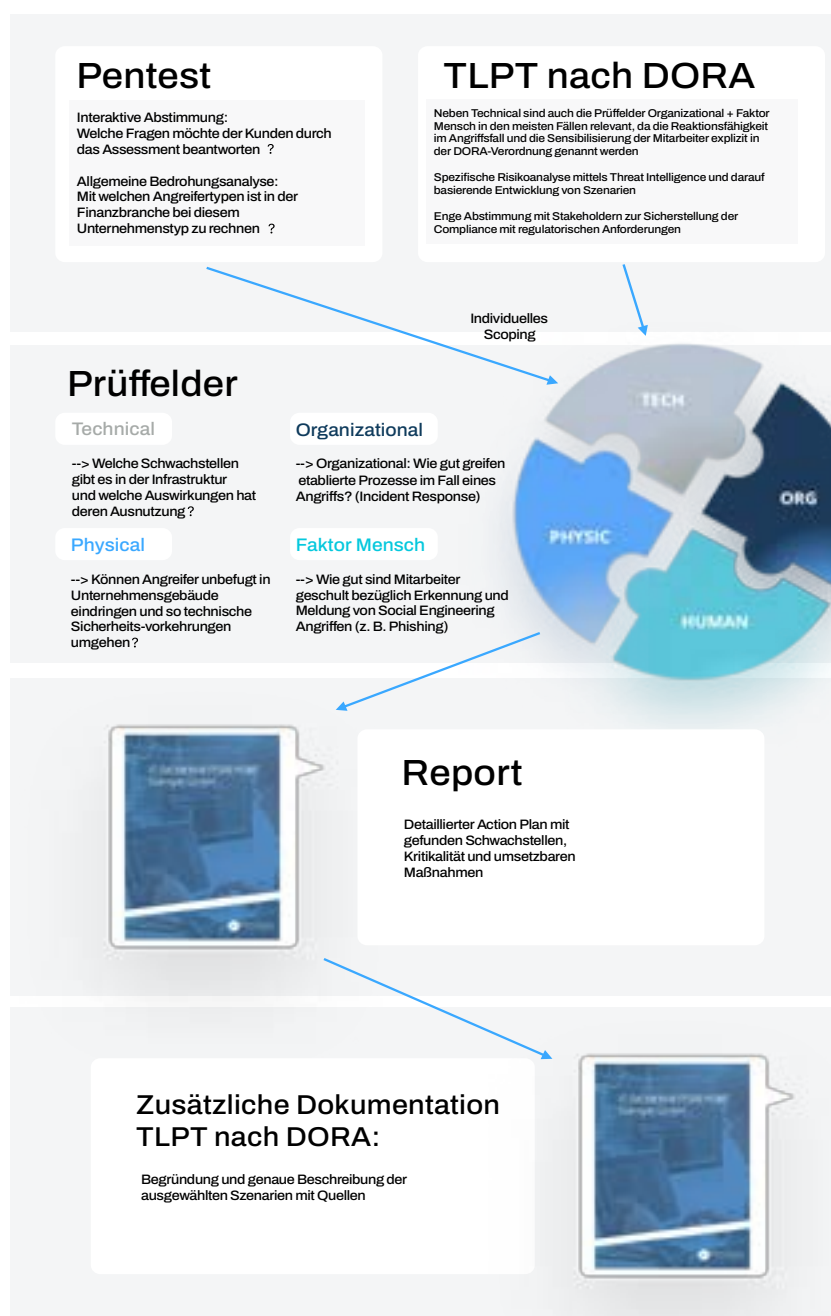 Pentest
Interaktive Abstimmung:
Welche Fragen möchte der Kunden durch
das Assessment beantworten ?
Allgemeine Bedrohungsanalyse:
Mit welchen Angreifertypen ist in der
Finanzbranche bei diesem
Unternehmenstyp zu rechnen ?
TLPT nach DORA
Neben Technical sind auch die Prüffelder Organizational + Faktor
Mensch in den meisten Fällen relevant, da die Reaktionsfähigkeit
im Angriffsfall und die Sensibilisierung der Mitarbeiter explizit in
der DORA-Verordnung genannt werden
Spezifische Risikoanalyse mittels Threat Intelligence und darauf
basierende Entwicklung von Szenarien
Enge Abstimmung mit Stakeholdern zur Sicherstellung der
Compliance mit regulatorischen Anforderungen
Individuelles
Scoping
Prüffelder
Technical
--> Welche Schwachstellen
gibt es in der Infrastruktur
und welche Auswirkungen hat
deren Ausnutzung ?
Organizational
--> Organizational: Wie gut greifen
etablierte Prozesse im Fall eines
Angriffs? (Incident Response)
Physical
--> Können Angreifer unbefugt in
Unternehmensgebäude
eindringen und so technische
Sicherheits-vorkehrungen
umgehen ?
Faktor Mensch
--> Wie gut sind Mitarbeiter
geschult bezüglich Erkennung und
Meldung von Social Engineering
Angriffen (z. B. Phishing)
TECH
ORG
PHYSIC
HUMAN
Report
Detaillierter Action Plan mit
gefunden Schwachstellen,
Kritikalität und umsetzbaren
Maßnahmen
Zusätzliche Dokumentation
TLPT nach DORA:
Begründung und genaue Beschreibung der
ausgewählten Szenarien mit Quellen